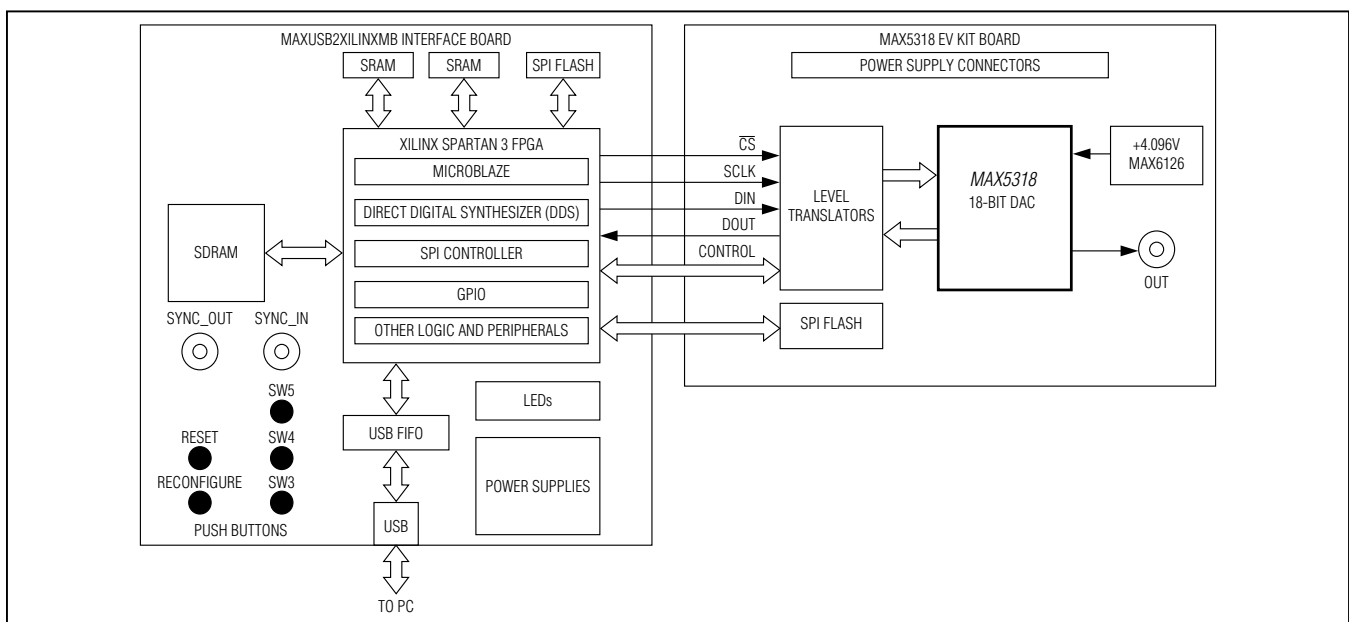 MAXUSB2XILINXMB INTERFACE BOARD
SRAM
SRAM
SPI FLASH
XILINX SPARTAN 3 FPGA
MICROBLAZE
DIRECT DIGITAL SYNTHESIZER (DDS)
SPI CONTROLLER
GPIO
OTHER LOGIC AND PERIPHERALS
SDRAM
SYNC_OUT
SYNC_IN
SW5
RESET
SW4
RECONFIGURE
SW3
PUSH BUTTONS
LEDs
USB FIFO
POWER SUPPLIES
USB
TO PC
CS
SCLK
DIN
DOUT
CONTROL
MAX5318 EV KIT BOARD
POWER SUPPLY CONNECTORS
LEVEL
TRANSLATORS
MAX5318
18-BIT DAC
+4.096V
MAX6126
OUT
SPI FLASH